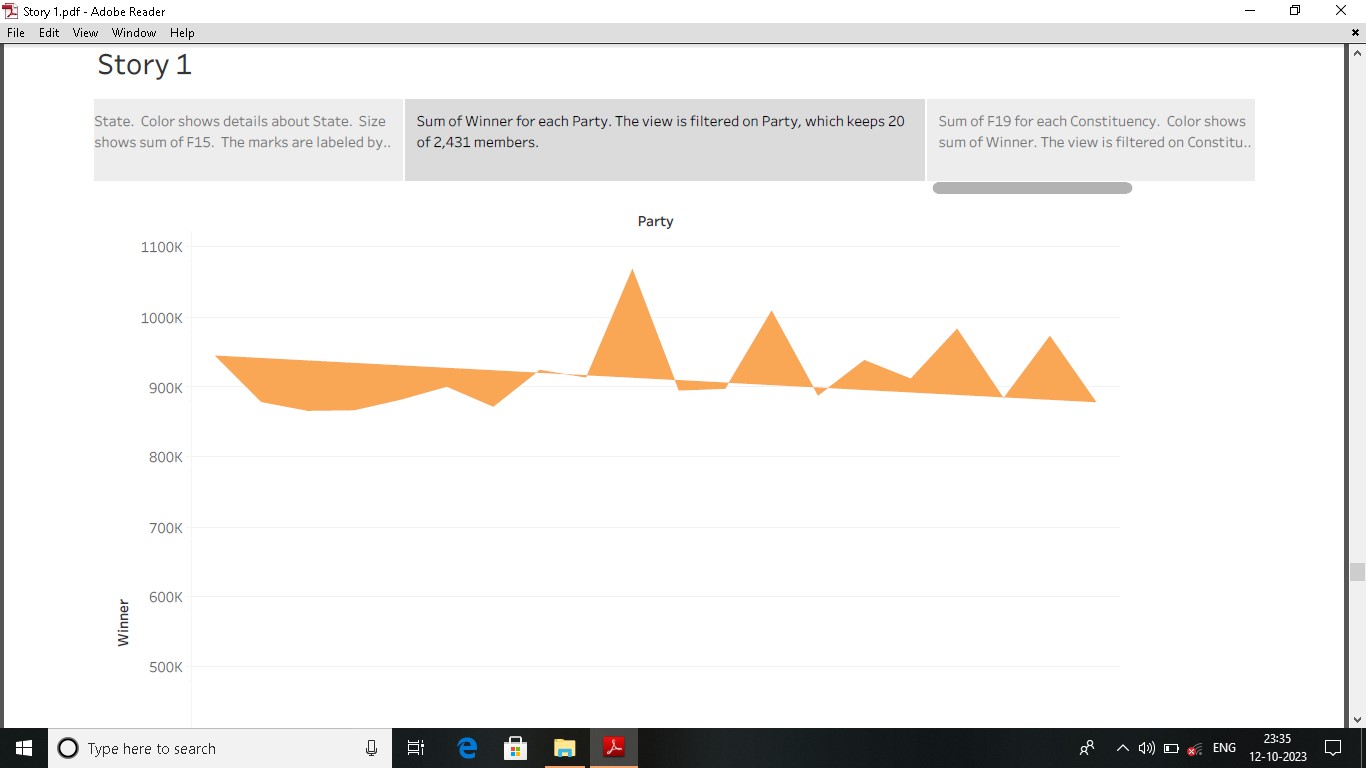 Story 1.pdf - Adobe Reader
File Edit View Window Help
Story 1
State. Color shows details about State. Size
shows sum of F15. The marks are labeled by..
Sum of Winner for each Party. The view is filtered on Party, which keeps 20
of 2,431 members.
Sum of F19 for each Constituency. Color shows
sum of Winner. The view is filtered on Constitu..
Party
1100K
1000K
900K
800K
700K
600K
500K
Winner
Type here to search
ENG
23:35
12-10-2023